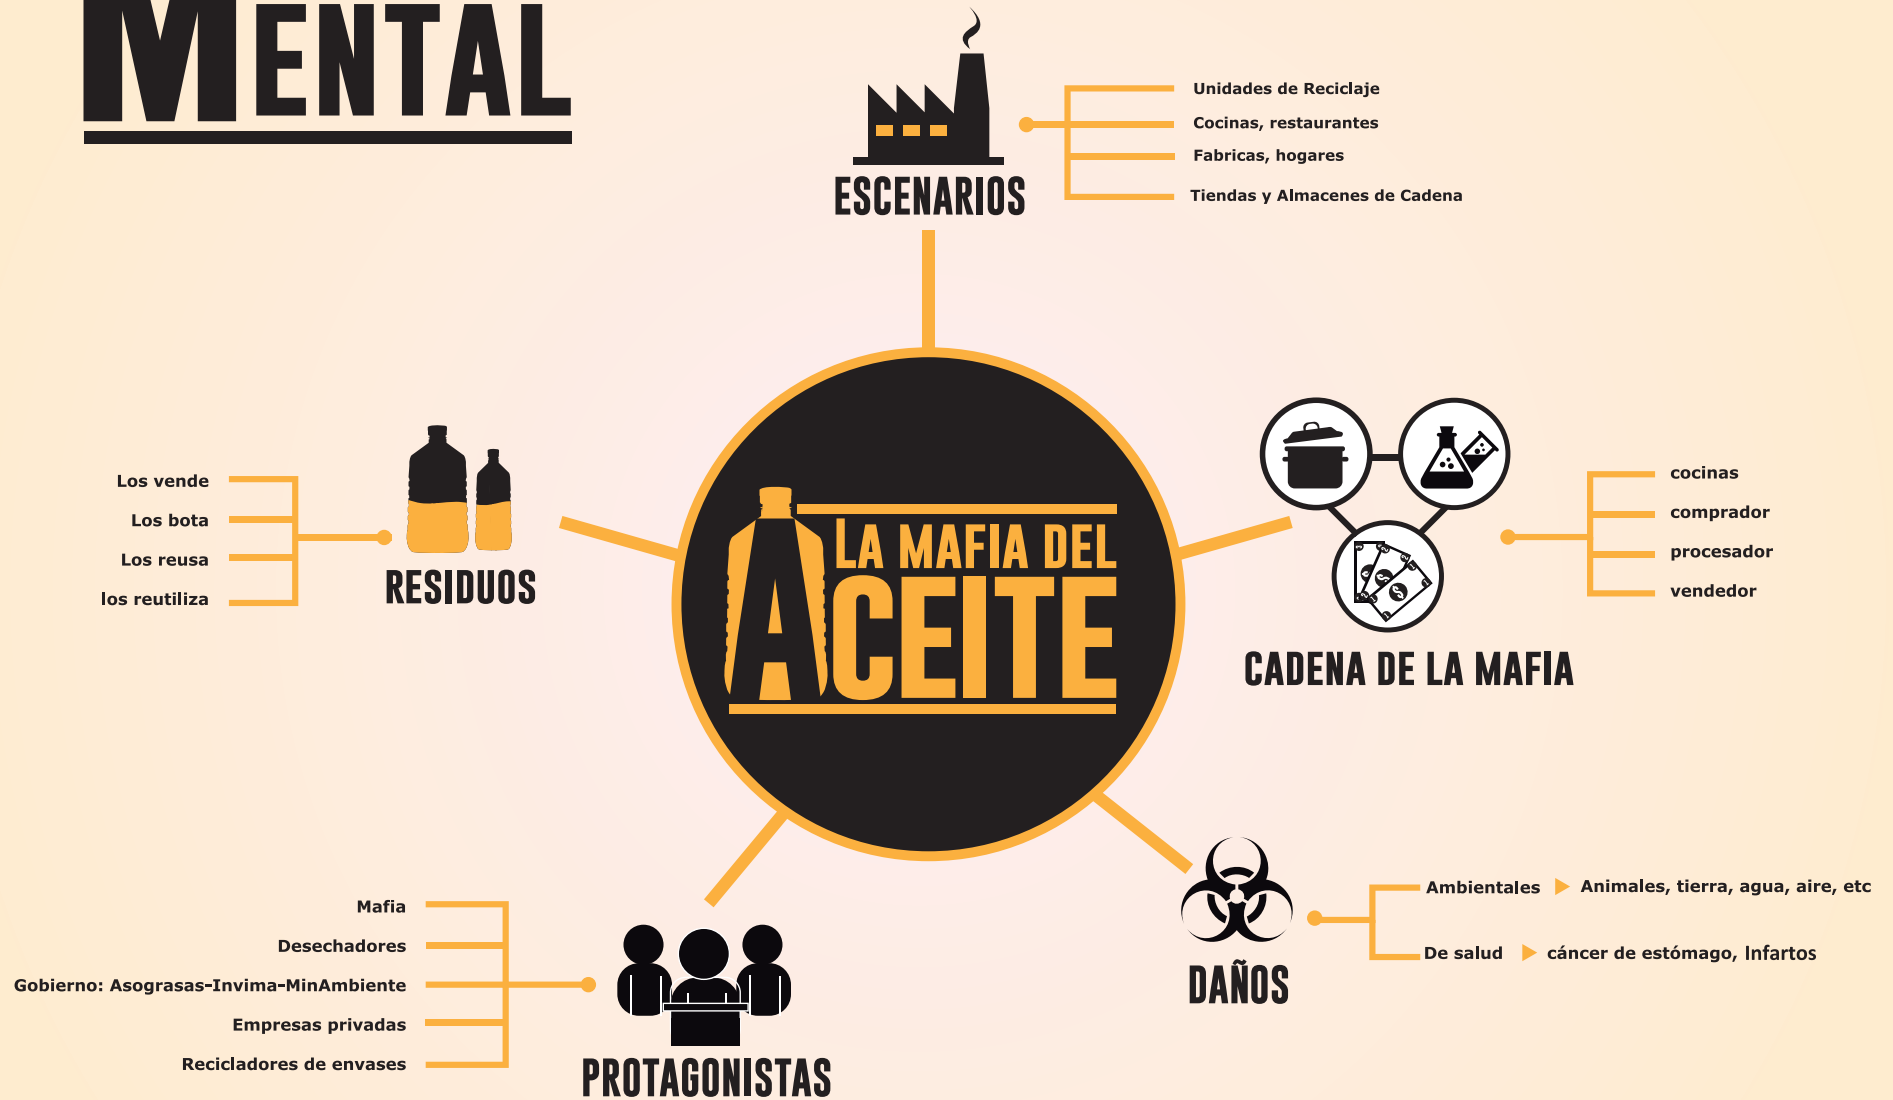 MENTAL
Unidades de Reciclaje
Cocinas, restaurantes
Fabricas, hogares
Tiendas y Almacenes de Cadena
ESCENARIOS
Los vende
Los bota
Los reusa
los reutiliza
RESIDUOS
LA MAFIA DEL
ACEITE
cocinas
comprador
procesador
vendedor
CADENA DE LA MAFIA
Mafia
Desechadores
Gobierno: Asograsas-Invima-MinAmbiente
Empresas privadas
Recicladores de envases
PROTAGONISTAS
Ambientales Animales, tierra, agua, aire, etc
De salud cáncer de estómago, Infartos
DAÑOS